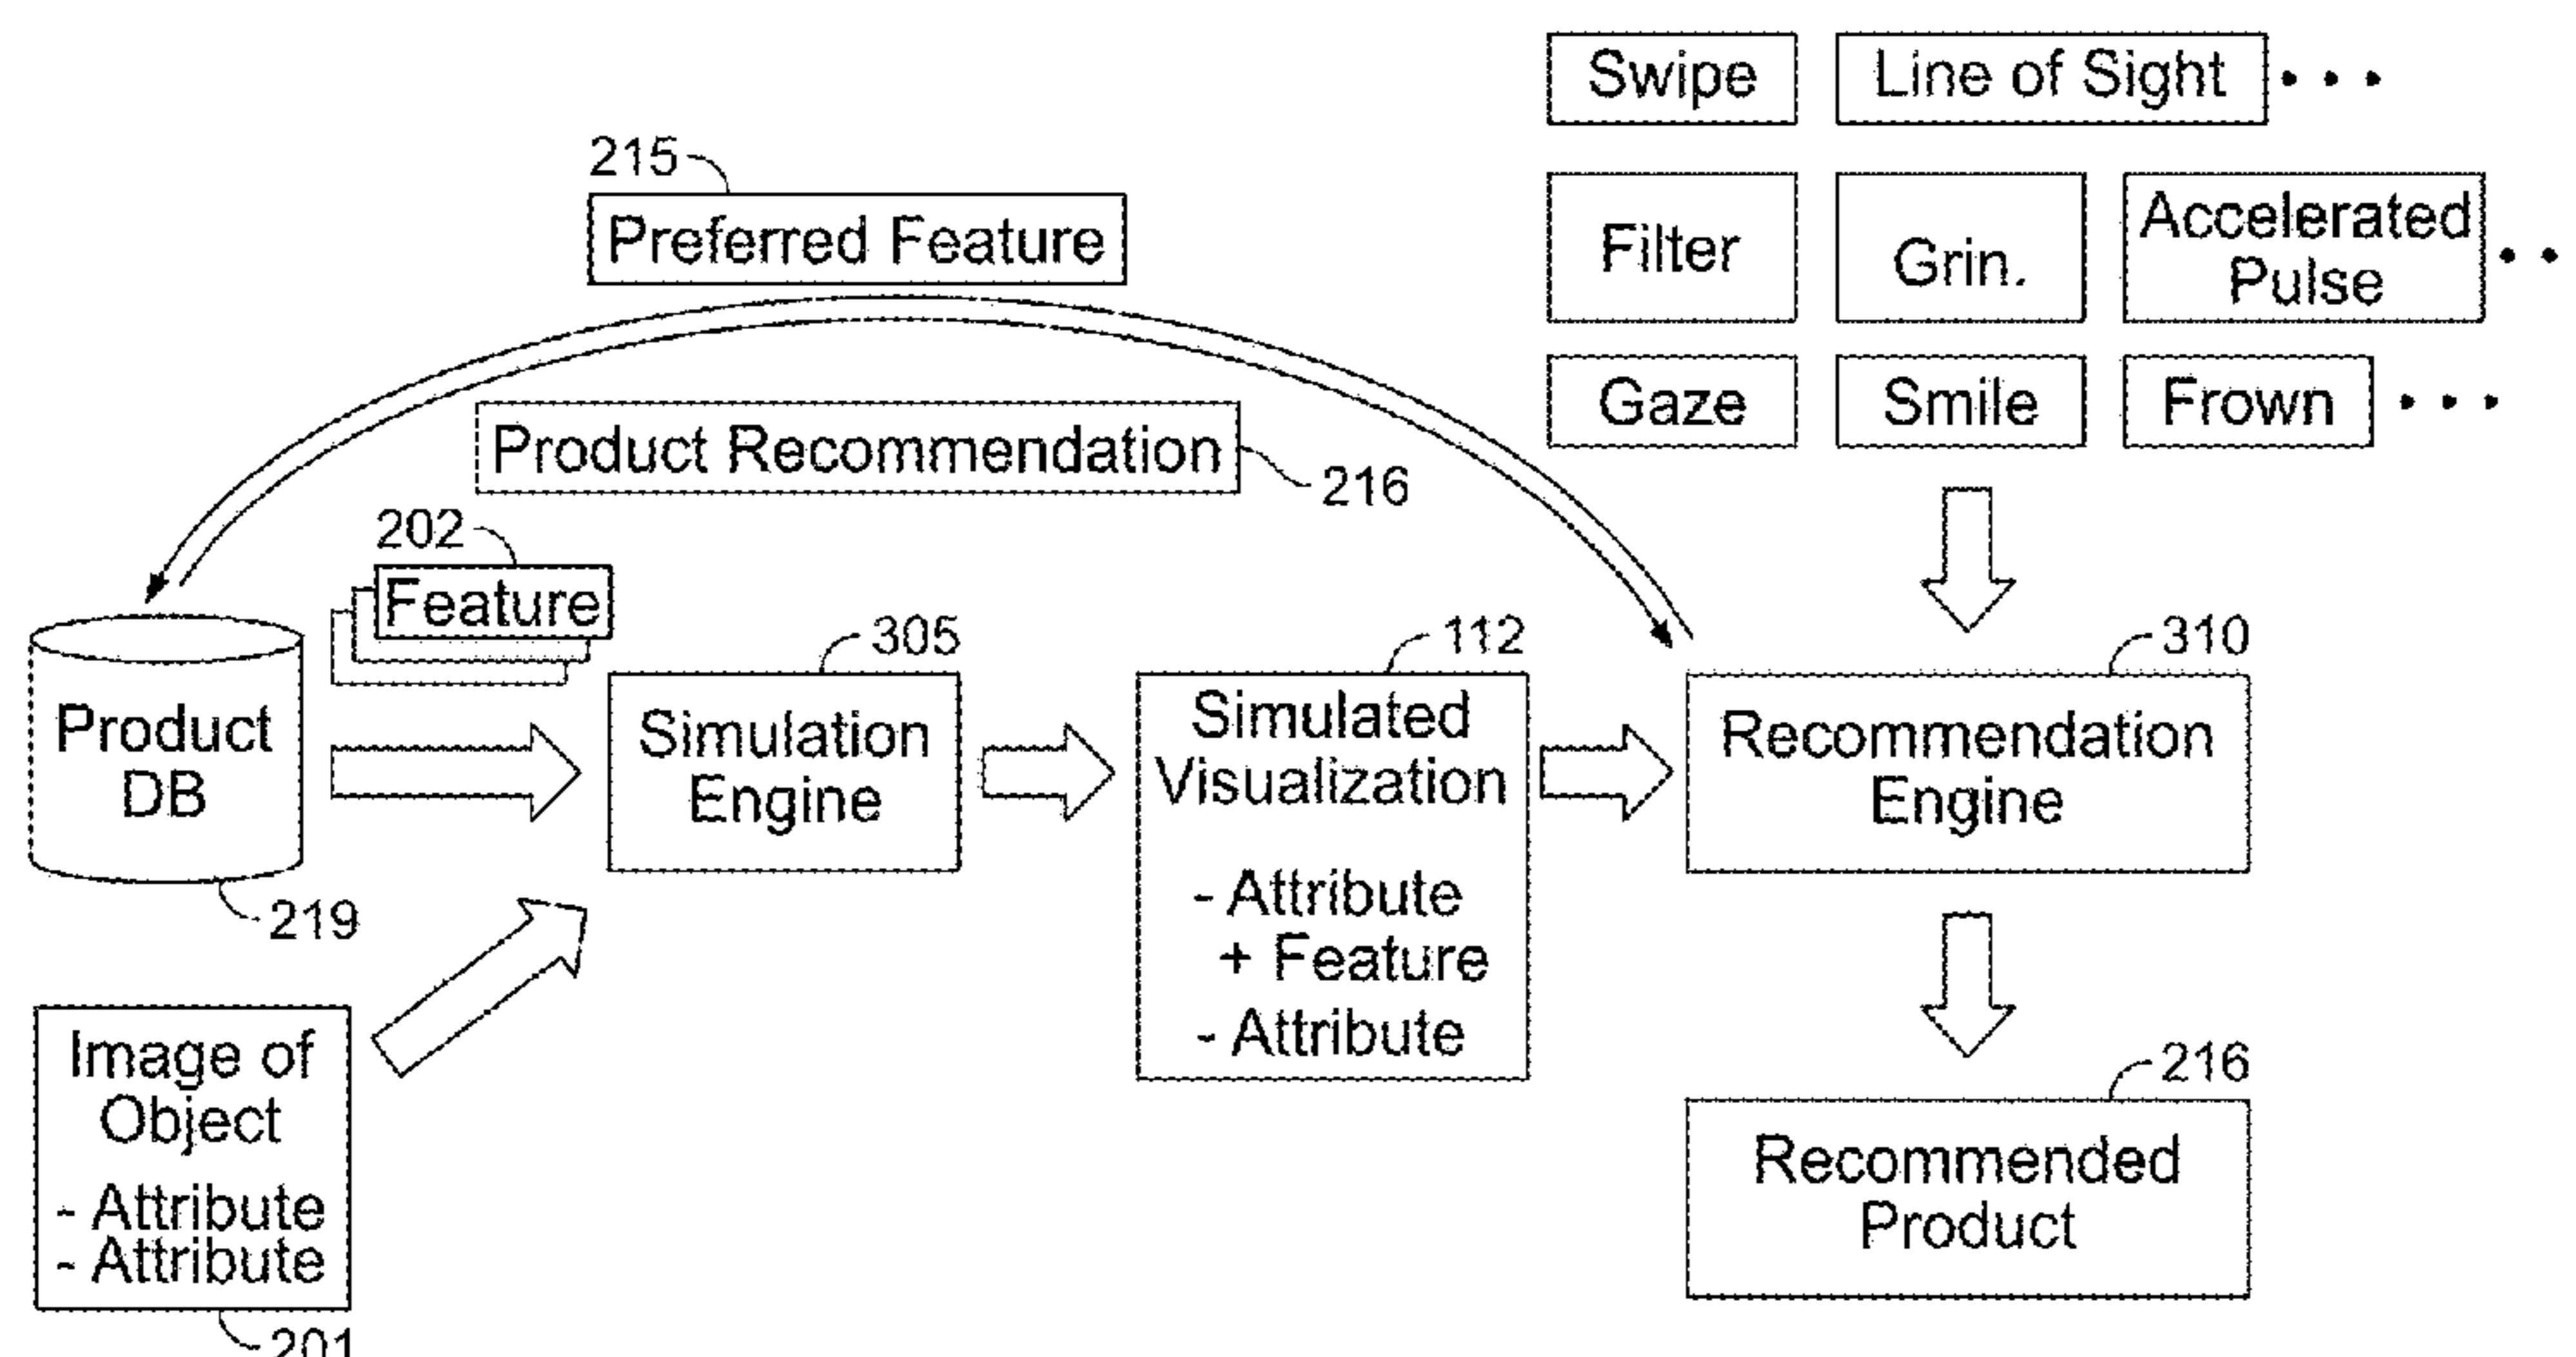 Swipe
Line of Sight • • •
215
Preferred Feature
Filter
Grin.
Accelerated
Pulse
• •
Gaze
Smile
Frown • • •
Product Recommendation
216
202
Feature
305
112
310
Product
DB
219
Simulation
Engine
Simulated
Visualization
- Attribute
+ Feature
- Attribute
Recommendation
Engine
Image of
Object
- Attribute
- Attribute
201
216
Recommended
Product